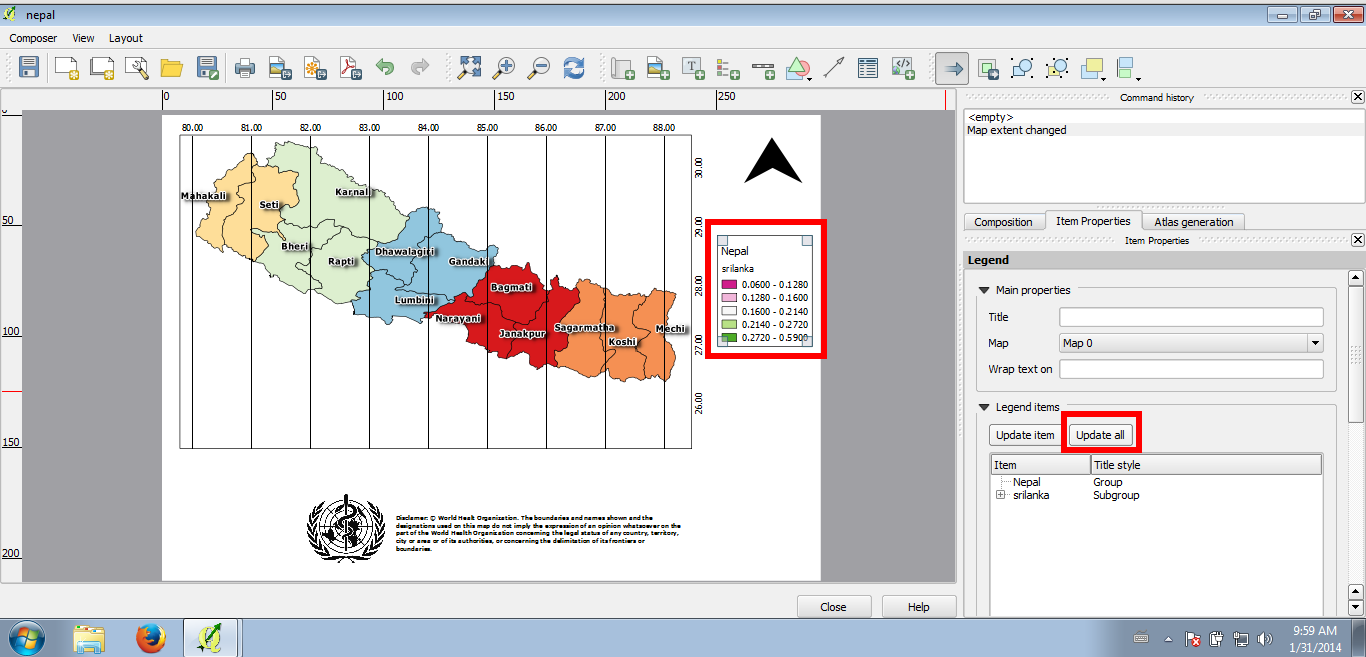 nepal
Composer View Layout
0 50 100 150 200 250
50
100
150
200
80.00 81.00 82.00 83.00 84.00 85.00 86.00 87.00 88.00
30.00
29.00
28.00
27.00
26.00
Mahakali
Seti
Karnal
Bheri
Rapti
Dhawalagiri
Gandaki
Lumbini
Bagmati
Narayani
Janakpur
Sagarmatha
Koshi
Mechi
Nepal
srilanka
0.0600 - 0.1280
0.1280 - 0.1600
0.1600 - 0.2140
0.2140 - 0.2720
0.2720 - 0.5900
Disclamer: © World Healt Organization. The boundaries and names shown and the
designations used on this map do not imply the expression of an opinion whatsoever on the
part of the World Health Organization concerning the legal status of any country, territory,
city or area or of its authorities, or concerning the delimitation of its frontiers or
boundaries.
Close Help
Command history
<empty>
Map extent changed
Composition Item Properties Atlas generation
Item Properties
Legend
Main properties
Title
Map Map 0
Wrap text on
Legend items
Update item Update all
Item Title style
Nepal Group
srilanka Subgroup
9:59 AM
1/31/2014